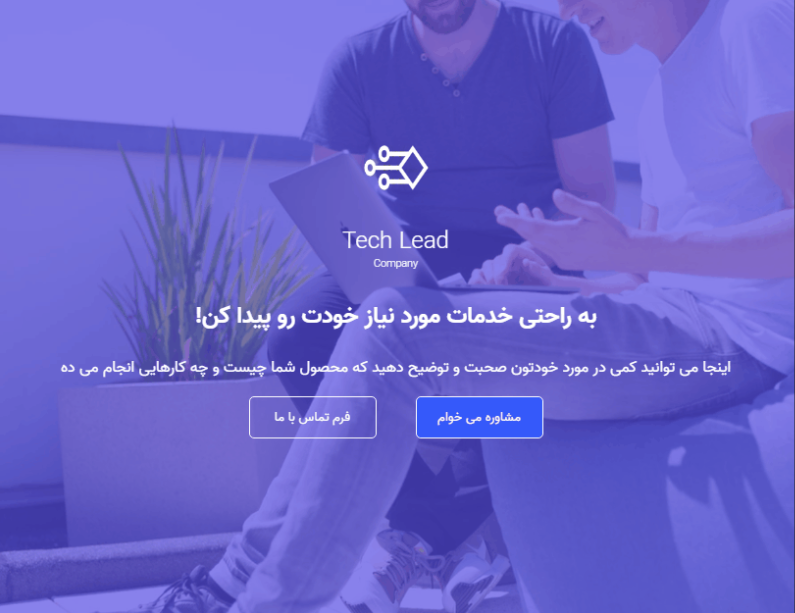 Tech Lead
Company
به راحتی خدمات مورد نیاز خودت رو پیدا کن!
اینجا می توانید کمی در مورد خودتون صحبت و توضیح دهید که محصول شما چیست و چه کارهایی انجام می ده
مشاوره می خوام
فرم تماس با ما